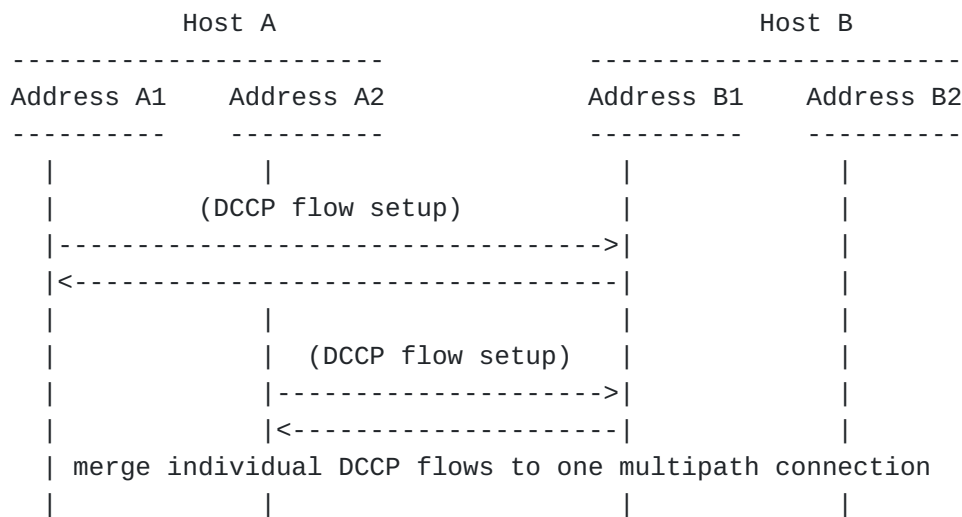 Host A                               Host B
------------------------             ------------------------
Address A1    Address A2             Address B1    Address B2
----------    ----------             ----------    ----------
  |             |                      |             |
  |         (DCCP flow setup)          |             |
  |----------------------------------->|             |
  |<-----------------------------------|             |
  |             |                      |             |
  |             |  (DCCP flow setup)   |             |
  |             |--------------------->|             |
  |             |<---------------------|             |
  | merge individual DCCP flows to one multipath connection
  |             |                      |             |